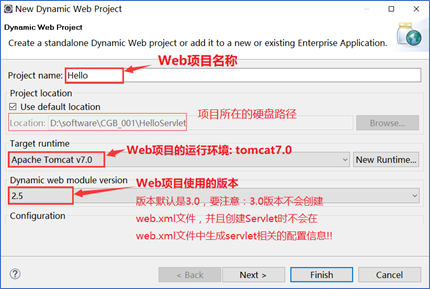 New Dynamic Web Project
Dynamic Web Project
Create a standalone Dynamic Web project or add it to a new or existing Enterprise Application.
Web项目名称
Project name: Hello
Project location
Use default location
项目所在的硬盘路径
Location: D:\software\CGB_001\HelloServlet
Browse...
Target runtime
Web项目的运行环境: tomcat7.0
Apache Tomcat v7.0
New Runtime...
Dynamic web module version
Web项目使用的版本
2.5
版本默认是3.0，要注意：3.0版本不会创建
web.xml文件，并且创建Servlet时不会在
Configuration
web.xml文件中生成servlet相关的配置信息!!
?
< Back
Next >
Finish
Cancel